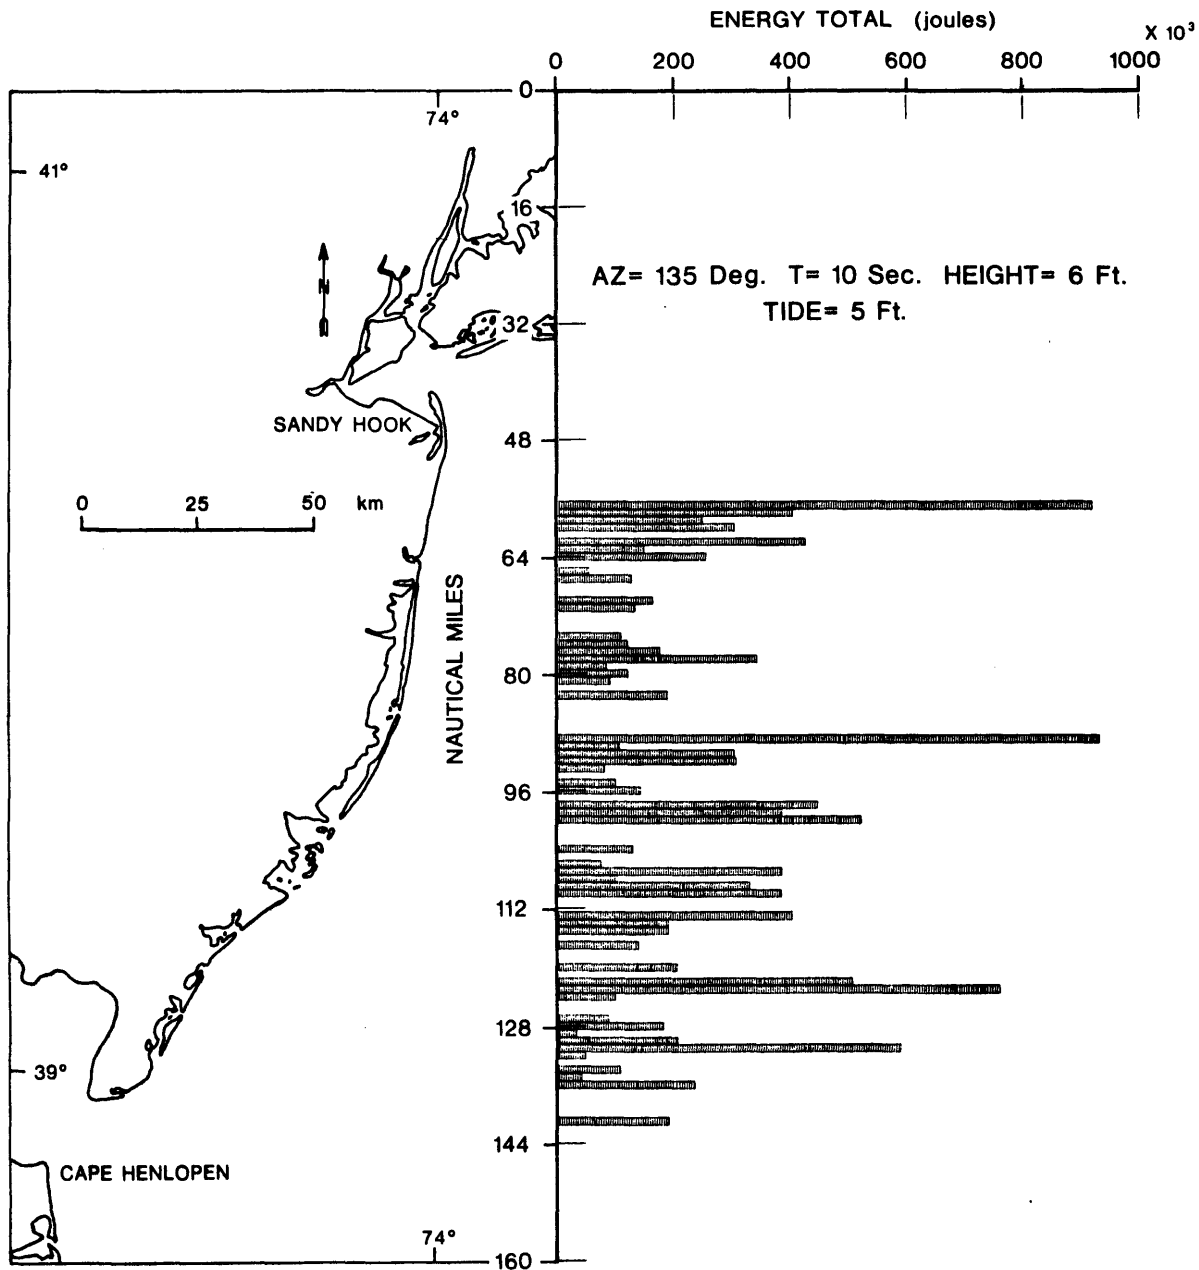 ENERGY TOTAL (joules)
X 10³
0 200 400 600 800 1000
0
74°
41°
16
N
AZ= 135 Deg. T= 10 Sec. HEIGHT= 6 Ft.
TIDE= 5 Ft.
32
SANDY HOOK
48
0 25 50 km
64
NAUTICAL MILES
80
96
112
128
39°
144
CAPE HENLOPEN
74°
160